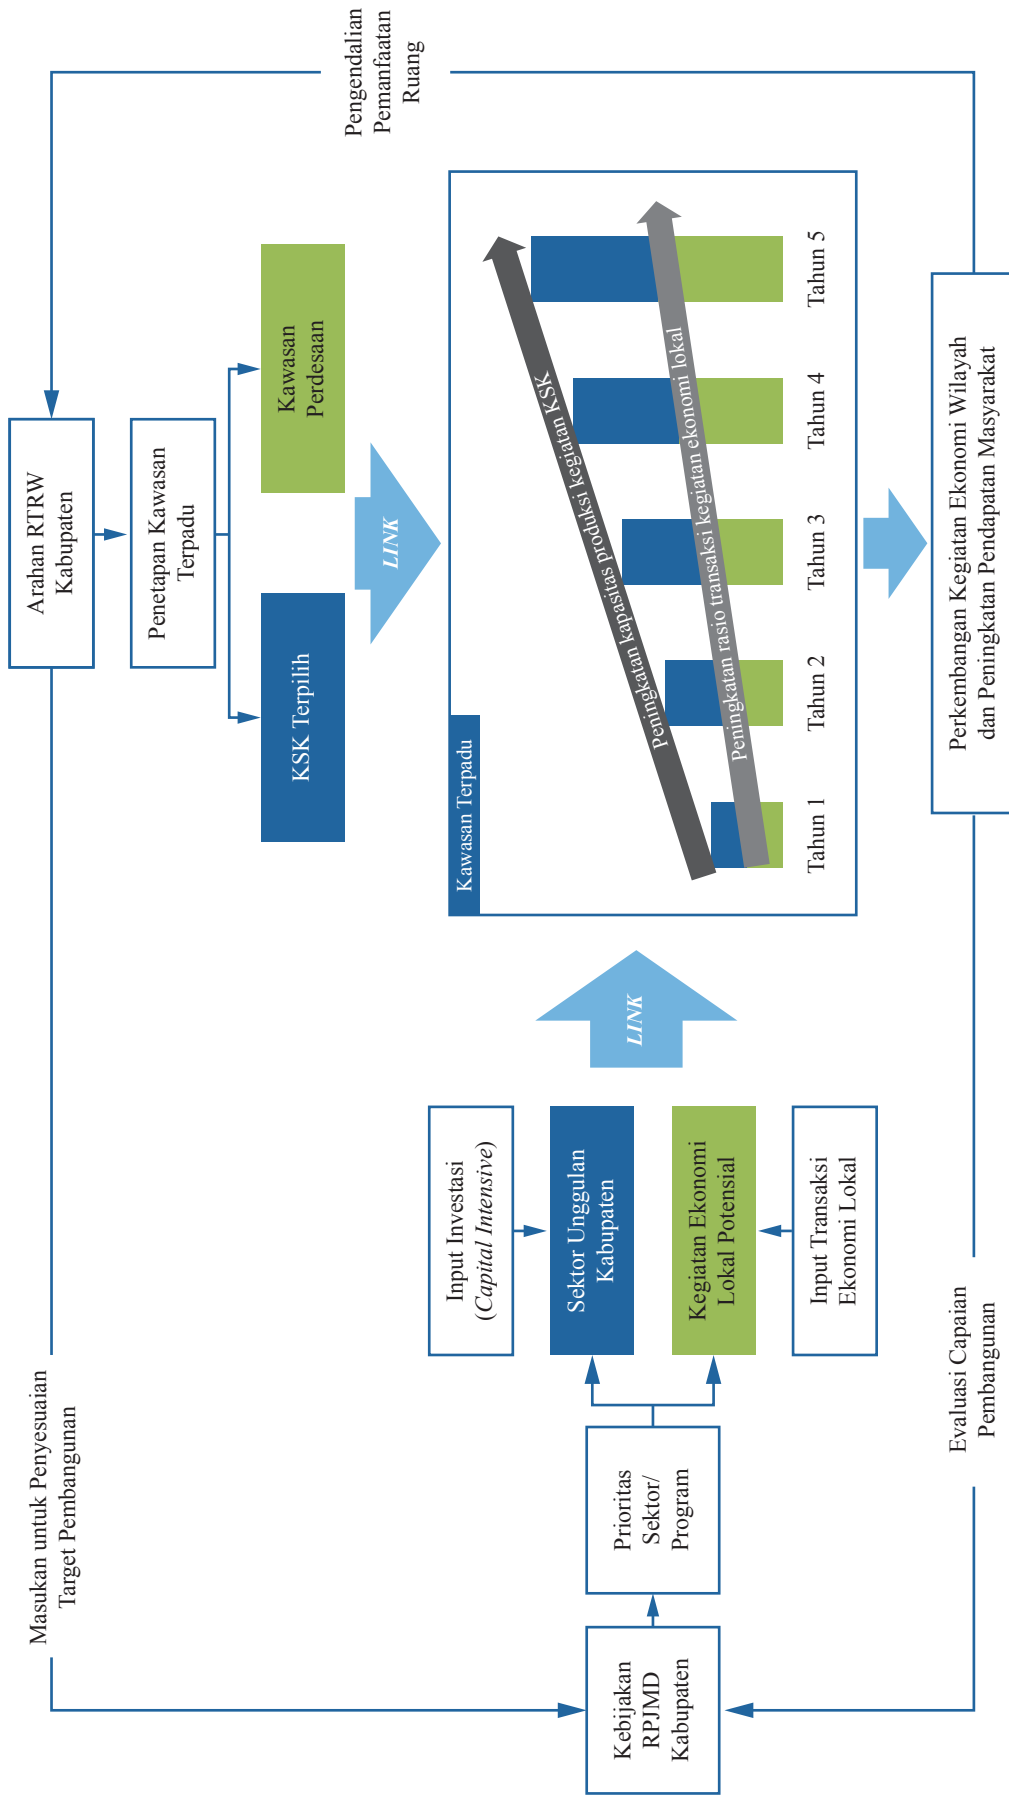 Masukan untuk Penyesuaian
Target Pembangunan
Arahan RTRW
Kabupaten
Penetapan Kawasan
Terpadu
KSK Terpilih
Kawasan
Perdesaan
LINK
Pengendalian
Pemanfaatan
Ruang
Kebijakan
RPJMD
Kabupaten
Prioritas
Sektor/
Program
Input Investasi
(Capital Intensive)
Sektor Unggulan
Kabupaten
Kegiatan Ekonomi
Lokal Potensial
Input Transaksi
Ekonomi Lokal
LINK
Kawasan Terpadu
Peningkatan kapasitas produksi kegiatan KSK
Peningkatan rasio transaksi kegiatan ekonomi lokal
Tahun 1
Tahun 2
Tahun 3
Tahun 4
Tahun 5
Evaluasi Capaian
Pembangunan
Perkembangan Kegiatan Ekonomi Wilayah
dan Peningkatan Pendapatan Masyarakat